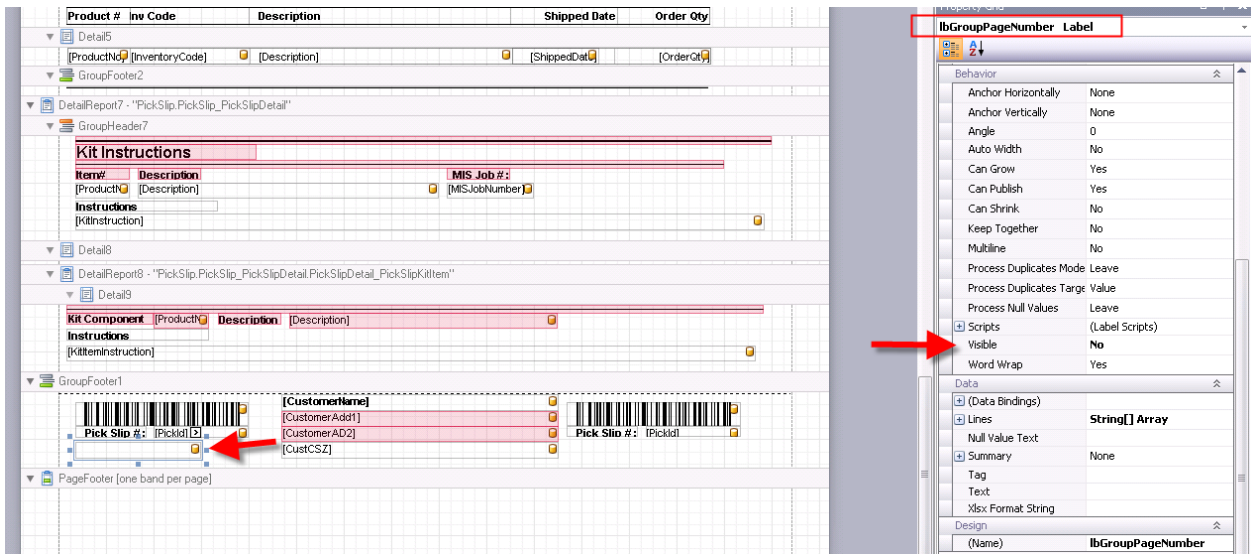 Product # Inv Code Description Shipped Date Order Qty
Detail5
[ProductNo [InventoryCode] [Description] [ShippedDat [OrderQty
GroupFooter2
DetailReport7 - "PickSlip.PickSlip_PickSlipDetail"
GroupHeader7
Kit Instructions
Item# Description MIS Job #:
[ProductN [Description] [MISJobNumber]
Instructions
[KitInstruction]
Detail8
DetailReport8 - "PickSlip.PickSlip_PickSlipDetail.PickSlipDetail_PickSlipKitItem"
Detail9
Kit Component [ProductN Description [Description]
Instructions
[KitItemInstruction]
GroupFooter1
[CustomerName]
[CustomerAdd1]
Pick Slip #: [PickId] [CustomerAD2] Pick Slip #: [PickId]
[CustCSZ]
PageFooter [one band per page]
Property Grid
lbGroupPageNumber Label
Behavior
Anchor Horizontally None
Anchor Vertically None
Angle 0
Auto Width No
Can Grow Yes
Can Publish Yes
Can Shrink No
Keep Together No
Multiline No
Process Duplicates Mode Leave
Process Duplicates Targe Value
Process Null Values Leave
Scripts (Label Scripts)
Visible No
Word Wrap Yes
Data
(Data Bindings)
Lines String[] Array
Null Value Text
Summary None
Tag
Text
Xlsx Format String
Design
(Name) lbGroupPageNumber